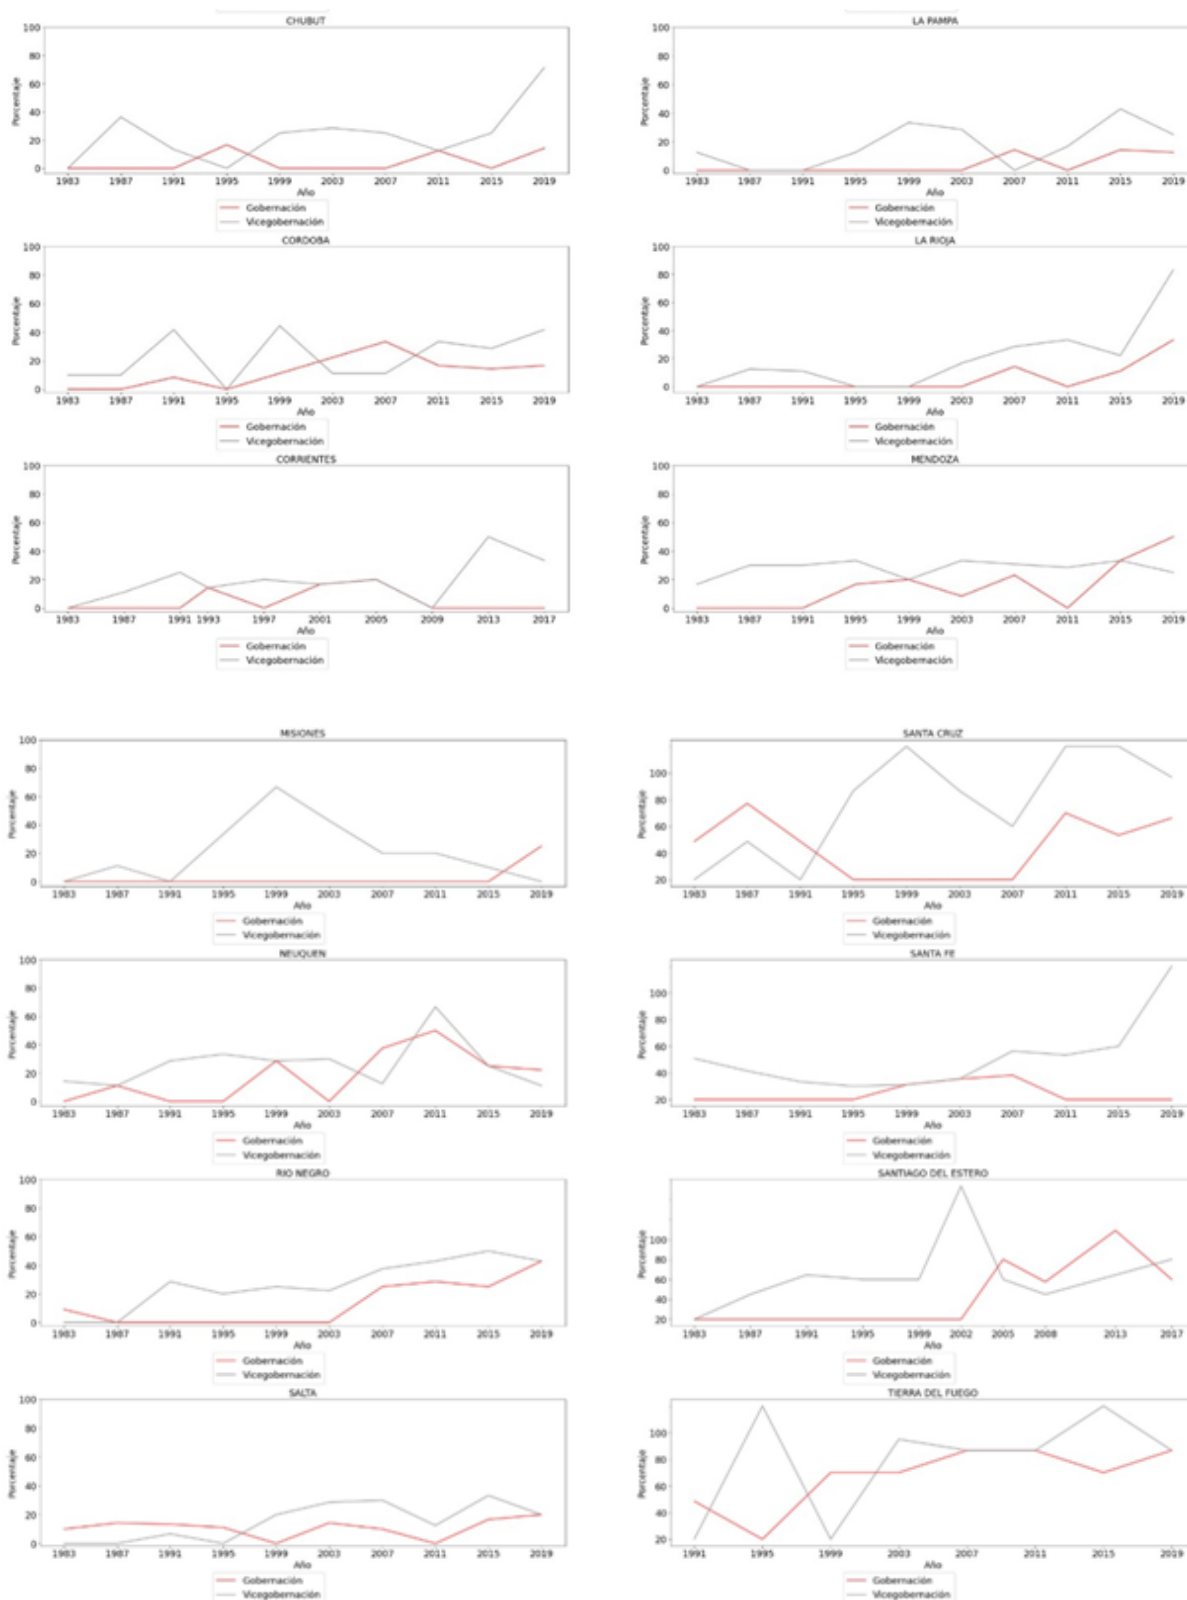 CHUBUT
100
80
60
40
20
0
Porcentaje
1983 1987 1991 1995 1999 2003 2007 2011 2015 2019
Año
Gobernación
Vicegobernación
LA PAMPA
100
80
60
40
20
0
Porcentaje
1983 1987 1991 1995 1999 2003 2007 2011 2015 2019
Año
Gobernación
Vicegobernación
CORDOBA
100
80
60
40
20
0
Porcentaje
1983 1987 1991 1995 1999 2003 2007 2011 2015 2019
Año
Gobernación
Vicegobernación
LA RIOJA
100
80
60
40
20
0
Porcentaje
1983 1987 1991 1995 1999 2003 2007 2011 2015 2019
Año
Gobernación
Vicegobernación
CORRIENTES
100
80
60
40
20
0
Porcentaje
1983 1987 1991 1993 1997 2001 2005 2009 2013 2017
Año
Gobernación
Vicegobernación
MENDOZA
100
80
60
40
20
0
Porcentaje
1983 1987 1991 1995 1999 2003 2007 2011 2015 2019
Año
Gobernación
Vicegobernación
MISIONES
100
80
60
40
20
0
Porcentaje
1983 1987 1991 1995 1999 2003 2007 2011 2015 2019
Año
Gobernación
Vicegobernación
SANTA CRUZ
100
80
60
40
20
Porcentaje
1983 1987 1991 1995 1999 2003 2007 2011 2015 2019
Año
Gobernación
Vicegobernación
NEUQUEN
100
80
60
40
20
0
Porcentaje
1983 1987 1991 1995 1999 2003 2007 2011 2015 2019
Año
Gobernación
Vicegobernación
SANTA FE
100
80
60
40
20
Porcentaje
1983 1987 1991 1995 1999 2003 2007 2011 2015 2019
Año
Gobernación
Vicegobernación
RIO NEGRO
100
80
60
40
20
0
Porcentaje
1983 1987 1991 1995 1999 2003 2007 2011 2015 2019
Año
Gobernación
Vicegobernación
SANTIAGO DEL ESTERO
100
80
60
40
20
Porcentaje
1983 1987 1991 1995 1999 2002 2005 2008 2013 2017
Año
Gobernación
Vicegobernación
SALTA
100
80
60
40
20
0
Porcentaje
1983 1987 1991 1995 1999 2003 2007 2011 2015 2019
Año
Gobernación
Vicegobernación
TIERRA DEL FUEGO
100
80
60
40
20
Porcentaje
1991 1995 1999 2003 2007 2011 2015 2019
Año
Gobernación
Vicegobernación